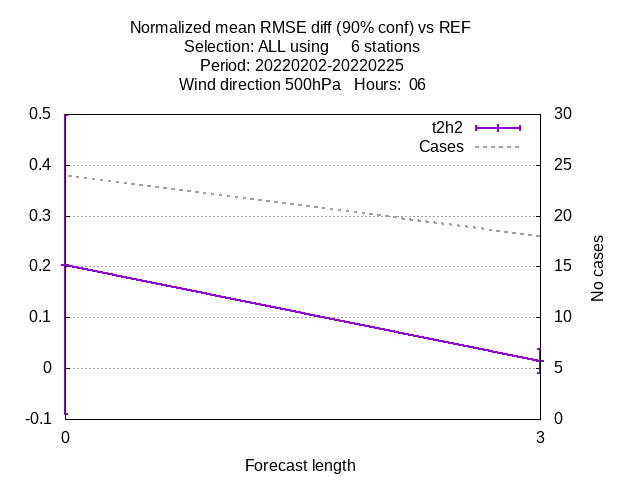 Normalized mean RMSE diff (90% conf) vs REF
Selection: ALL using     6 stations
Period: 20220202-20220225
Wind direction 500hPa   Hours:  06
t2h2
Cases
0.5
0.4
0.3
0.2
0.1
0
-0.1
30
25
20
15
10
5
0
No cases
0
3
Forecast length